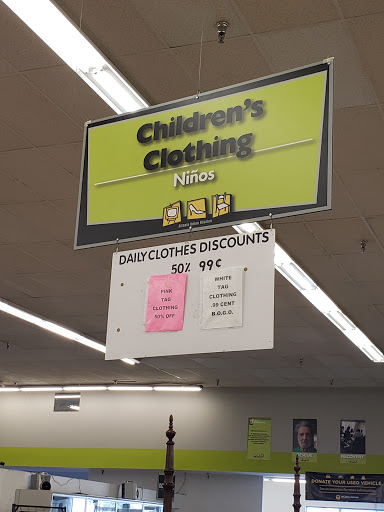 Children's
Clothing
Niños
DAILY CLOTHES DISCOUNTS
50% 99¢
PINK
TAG
CLOTHING
50% OFF
WHITE
TAG
CLOTHING
.99 CENT
B.O.G.O.
RECOVERY
DONATE YOUR USED VEHICLE